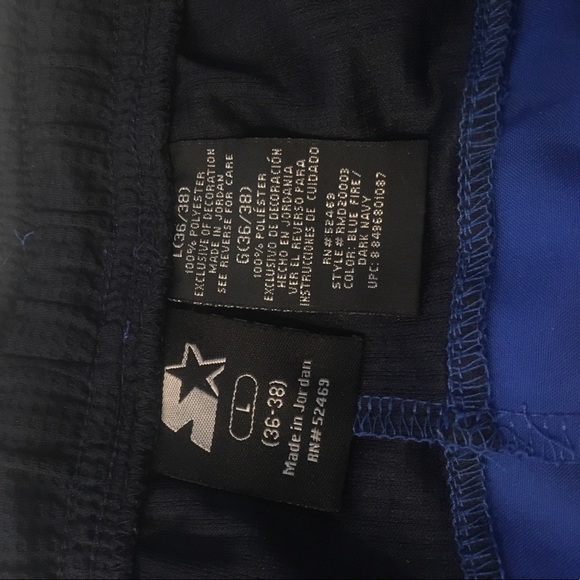 L(36/38)
100% POLYESTER
EXCLUSIVE OF DECORATION
MADE IN JORDAN
SEE REVERSE FOR CARE
G(36/38)
100% POLIÉSTER
EXCLUSIVO DE DECORACIÓN
HECHO EN JORDANIA
VER EL REVERSO PARA
INSTRUCCIONES DE CUIDADO
RN#52469
STYLE#RMD20003
COLOR: BLUE FIRE/
DARK NAVY
L
(36-38)
Made in Jordan
RN#52469